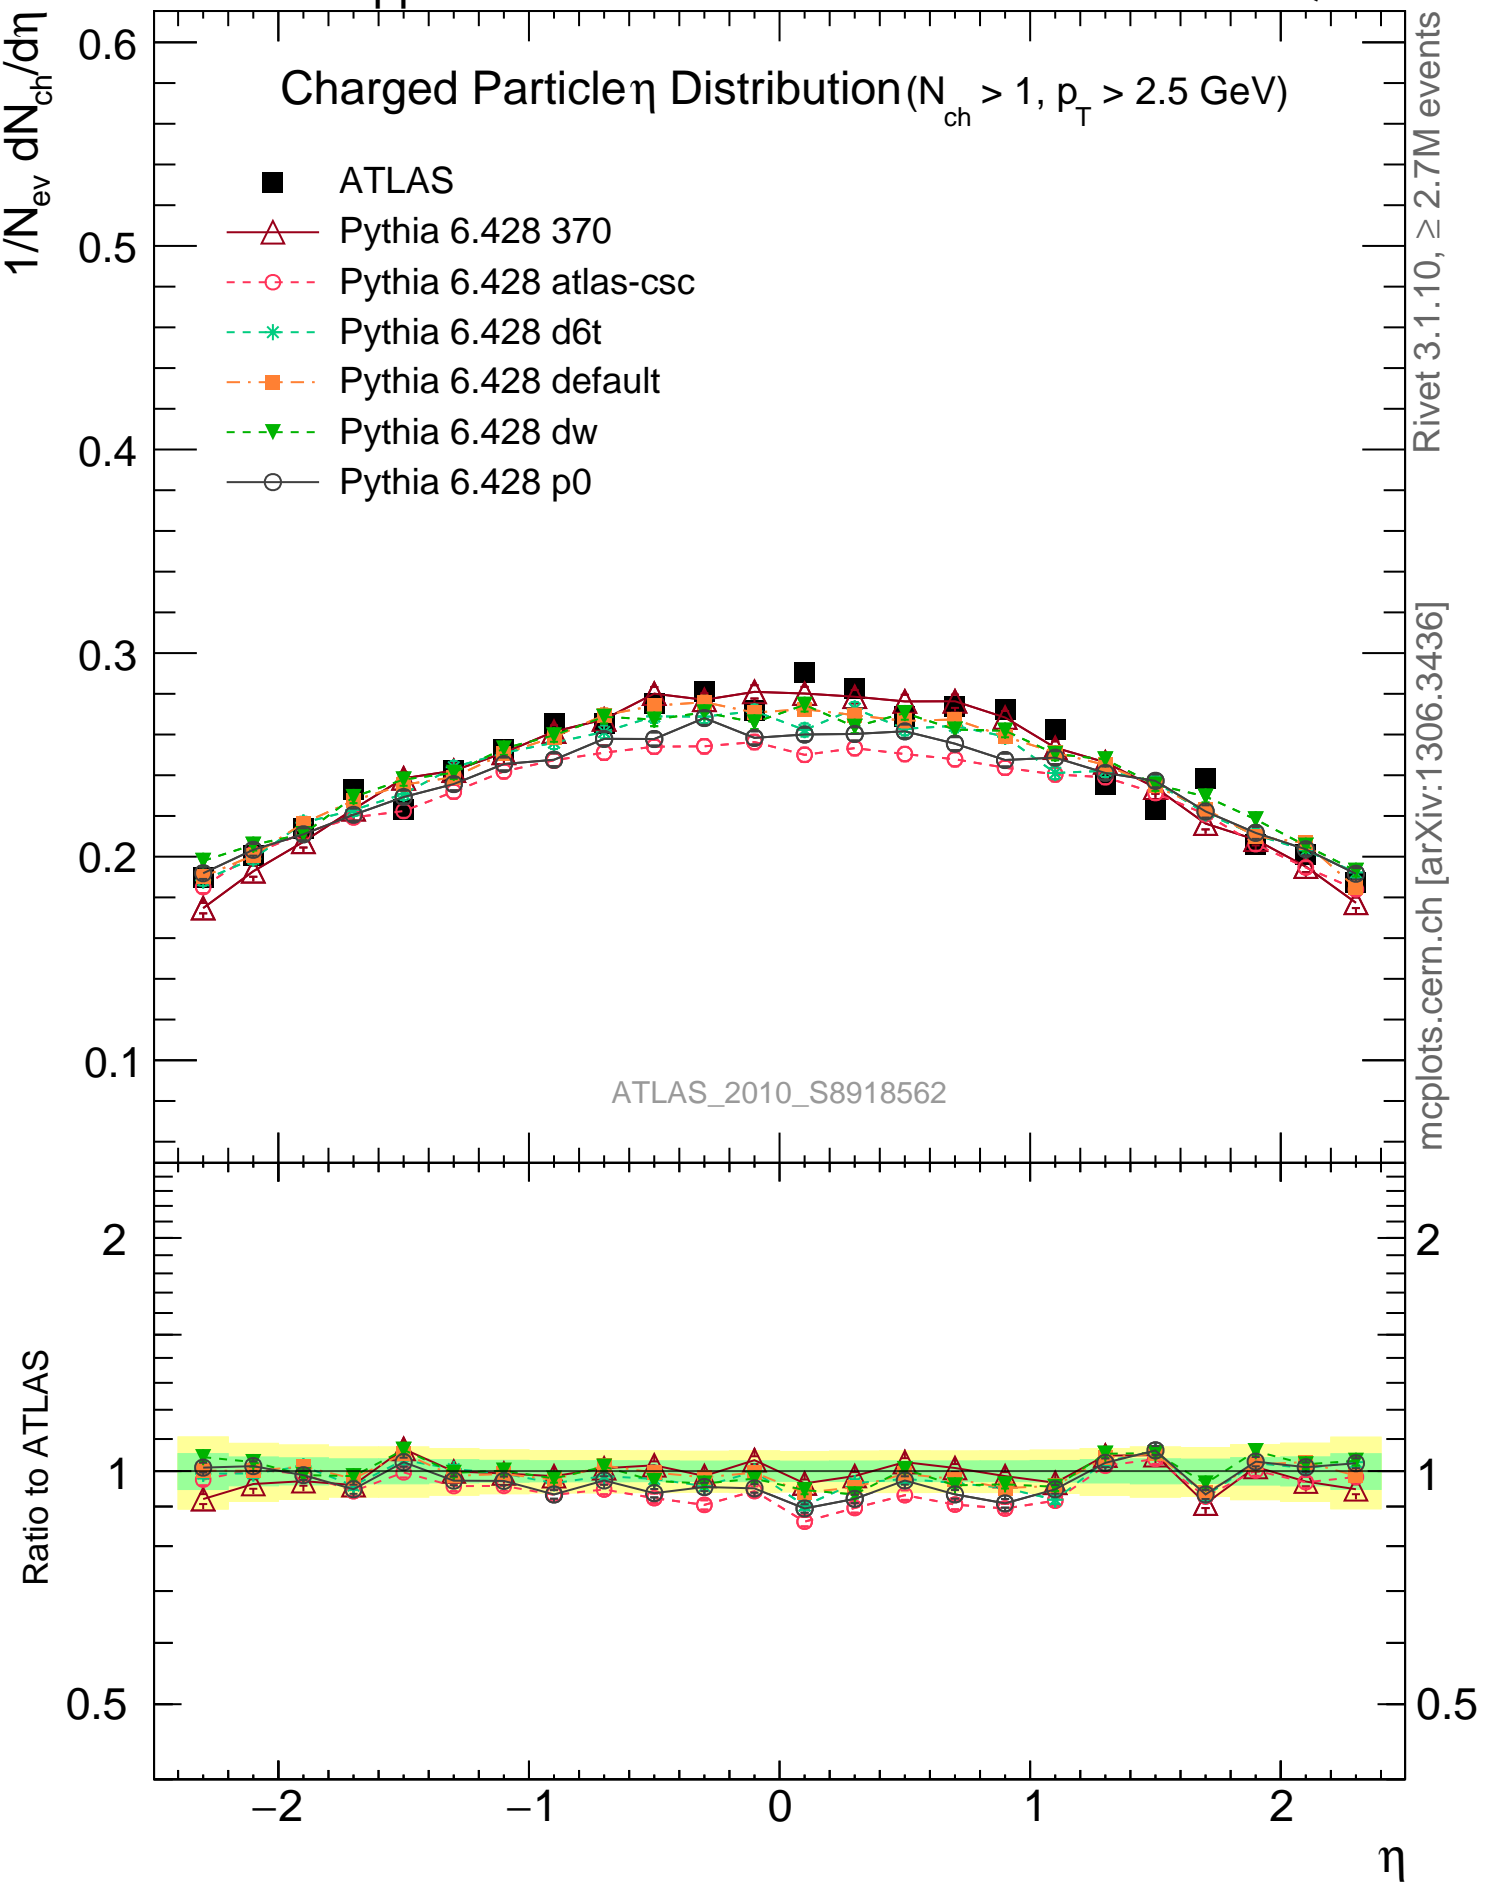 Charged Particle η Distribution (N_ch > 1, p_T > 2.5 GeV)
1/N_ev dN_ch/dη
ATLAS
Pythia 6.428 370
Pythia 6.428 atlas-csc
Pythia 6.428 d6t
Pythia 6.428 default
Pythia 6.428 dw
Pythia 6.428 p0
0.6
0.5
0.4
0.3
0.2
0.1
ATLAS_2010_S8918562
Rivet 3.1.10, ≥ 2.7M events
mcplots.cern.ch [arXiv:1306.3436]
Ratio to ATLAS
2
1
0.5
2
1
0.5
−2 −1 0 1 2
η